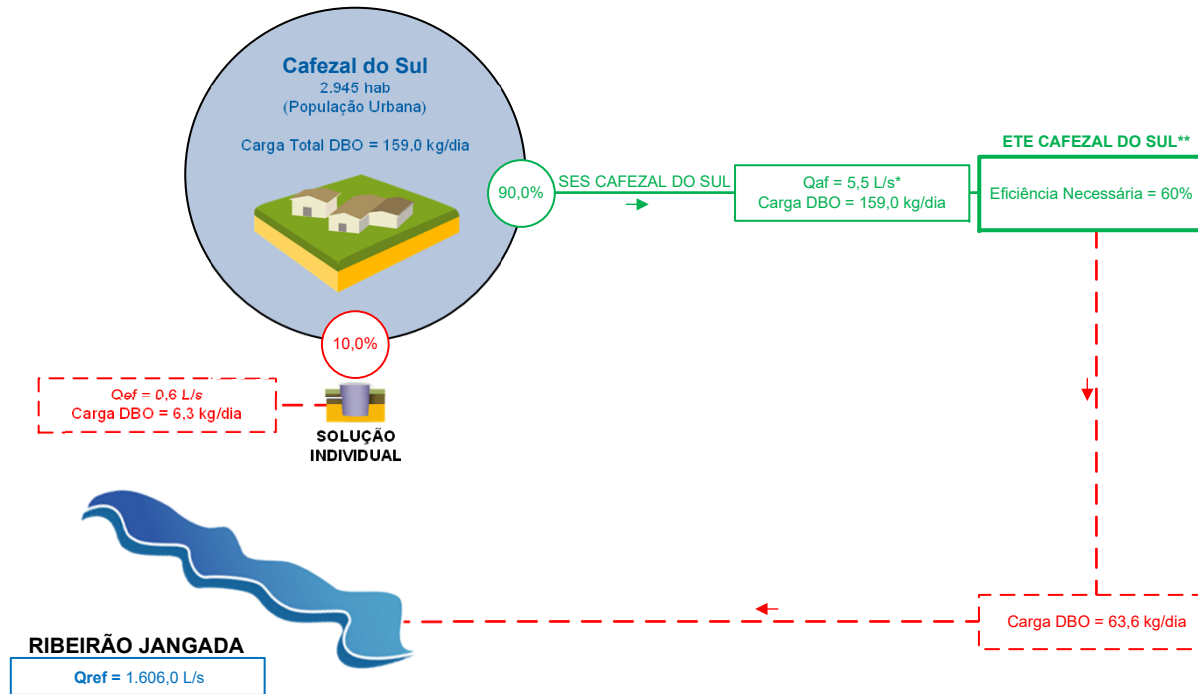 Cafezal do Sul
2.945 hab
(População Urbana)
Carga Total DBO = 159,0 kg/dia
90,0%
SES CAFEZAL DO SUL
Qaf = 5,5 L/s*
Carga DBO = 159,0 kg/dia
ETE CAFEZAL DO SUL**
Eficiência Necessária = 60%
10,0%
Qef = 0,6 L/s
Carga DBO = 6,3 kg/dia
SOLUÇÃO
INDIVIDUAL
Carga DBO = 63,6 kg/dia
RIBEIRÃO JANGADA
Qref = 1.606,0 L/s